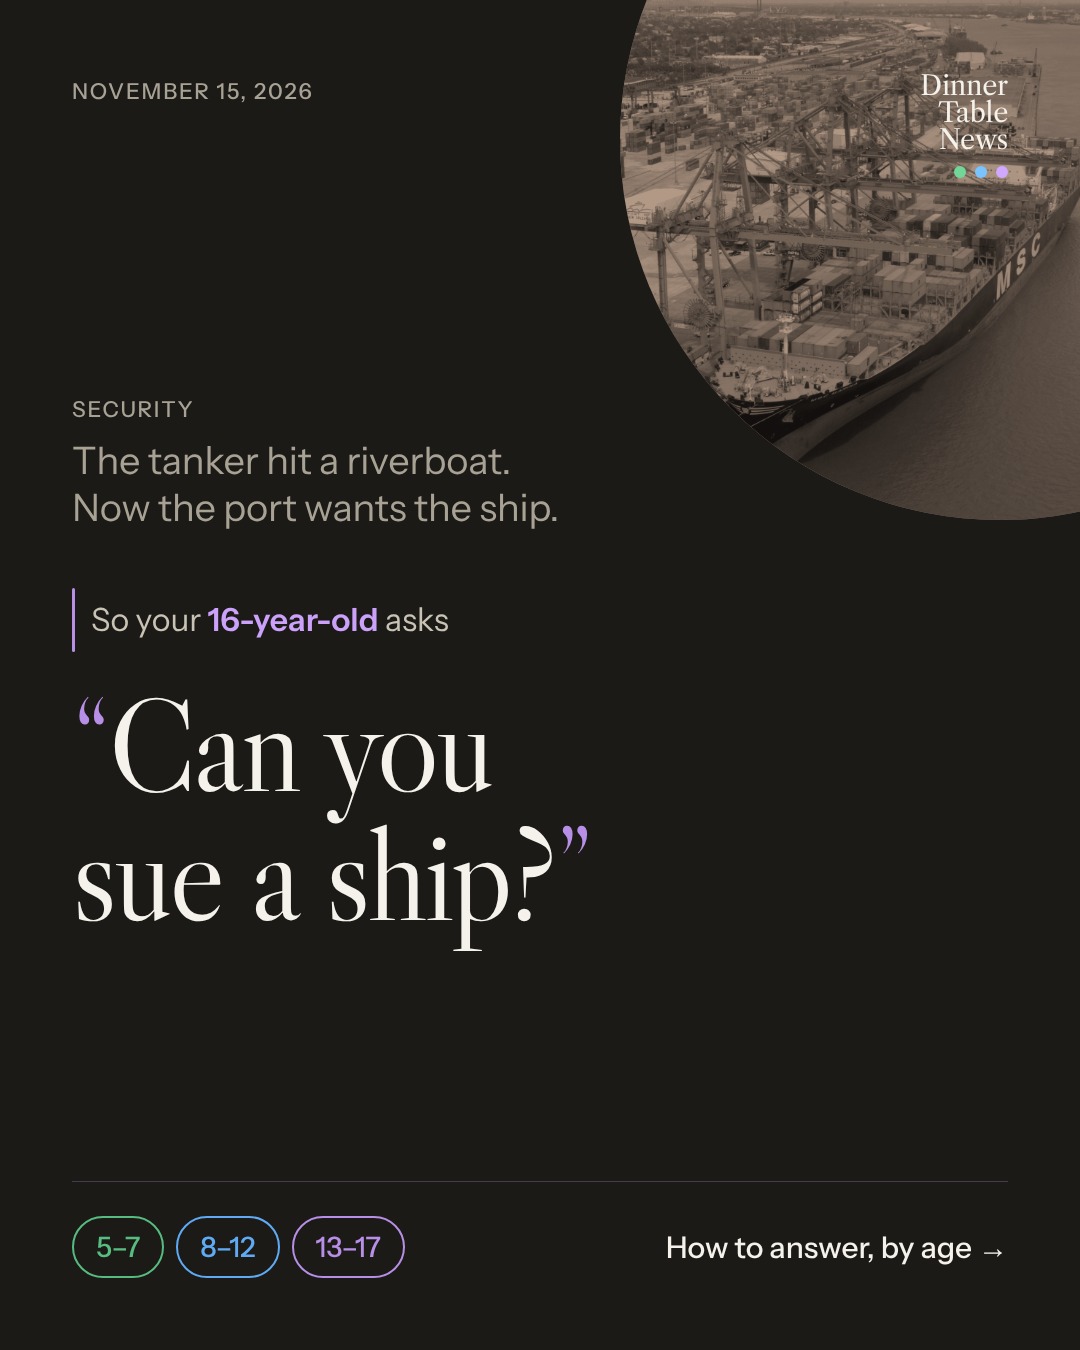 NOVEMBER 15, 2026
Dinner
Table
News
MSC
SECURITY
The tanker hit a riverboat.
Now the port wants the ship.
So your 16-year-old asks
“Can you
sue a ship?”
5–7
8–12
13–17
How to answer, by age →